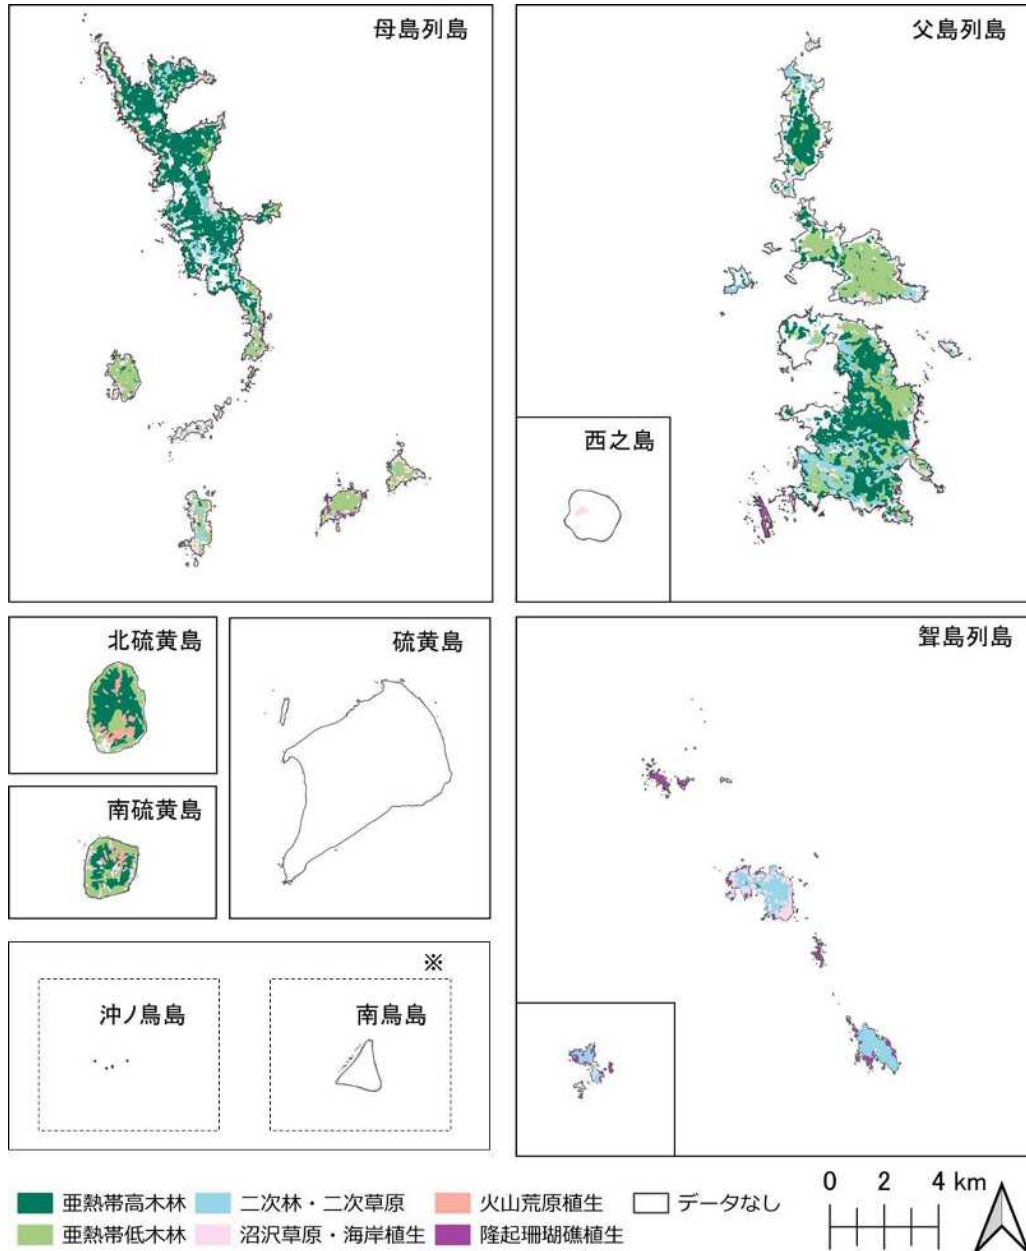 母島列島
父島列島
西之島
北硫黄島
硫黄島
聟島列島
南硫黄島
※
沖ノ鳥島
南鳥島
亜熱帯高木林
二次林・二次草原
火山荒原植生
データなし
亜熱帯低木林
沼沢草原・海岸植生
隆起珊瑚礁植生
0 2 4 km